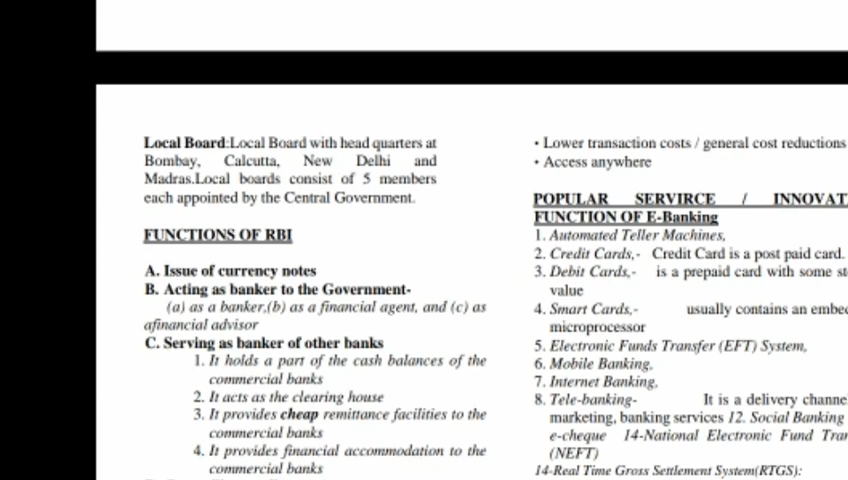 Local Board:Local Board with head quarters at
Bombay, Calcutta, New Delhi and
Madras.Local boards consist of 5 members
each appointed by the Central Government.
FUNCTIONS OF RBI
A. Issue of currency notes
B. Acting as banker to the Government-
(a) as a banker,(b) as a financial agent, and (c) as
afinancial advisor
C. Serving as banker of other banks
1. It holds a part of the cash balances of the
commercial banks
2. It acts as the clearing house
3. It provides cheap remittance facilities to the
commercial banks
4. It provides financial accommodation to the
commercial banks
• Lower transaction costs / general cost reductions
• Access anywhere
POPULAR SERVIRCE / INNOVAT
FUNCTION OF E-Banking
1. Automated Teller Machines,
2. Credit Cards,- Credit Card is a post paid card.
3. Debit Cards,- is a prepaid card with some st
value
4. Smart Cards,- usually contains an embe
microprocessor
5. Electronic Funds Transfer (EFT) System,
6. Mobile Banking,
7. Internet Banking,
8. Tele-banking- It is a delivery channe
marketing, banking services 12. Social Banking
e-cheque 14-National Electronic Fund Tran
(NEFT)
14-Real Time Gross Settlement System(RTGS):